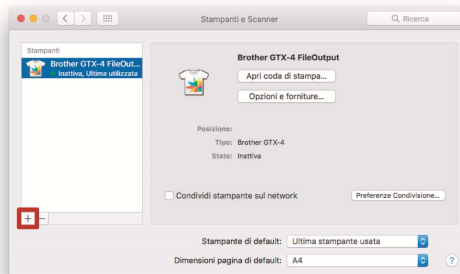 Stampanti e Scanner
Ricerca
Stampanti
Brother GTX-4 FileOut...
Inattiva, Ultima utilizzata
Brother GTX-4 FileOutput
Apri coda di stampa...
Opzioni e forniture...
Posizione:
Tipo: Brother GTX-4
Stato: Inattiva
Condividi stampante sul network
Preferenze Condivisione...
+ −
Stampante di default: Ultima stampante usata
Dimensioni pagina di default: A4
?